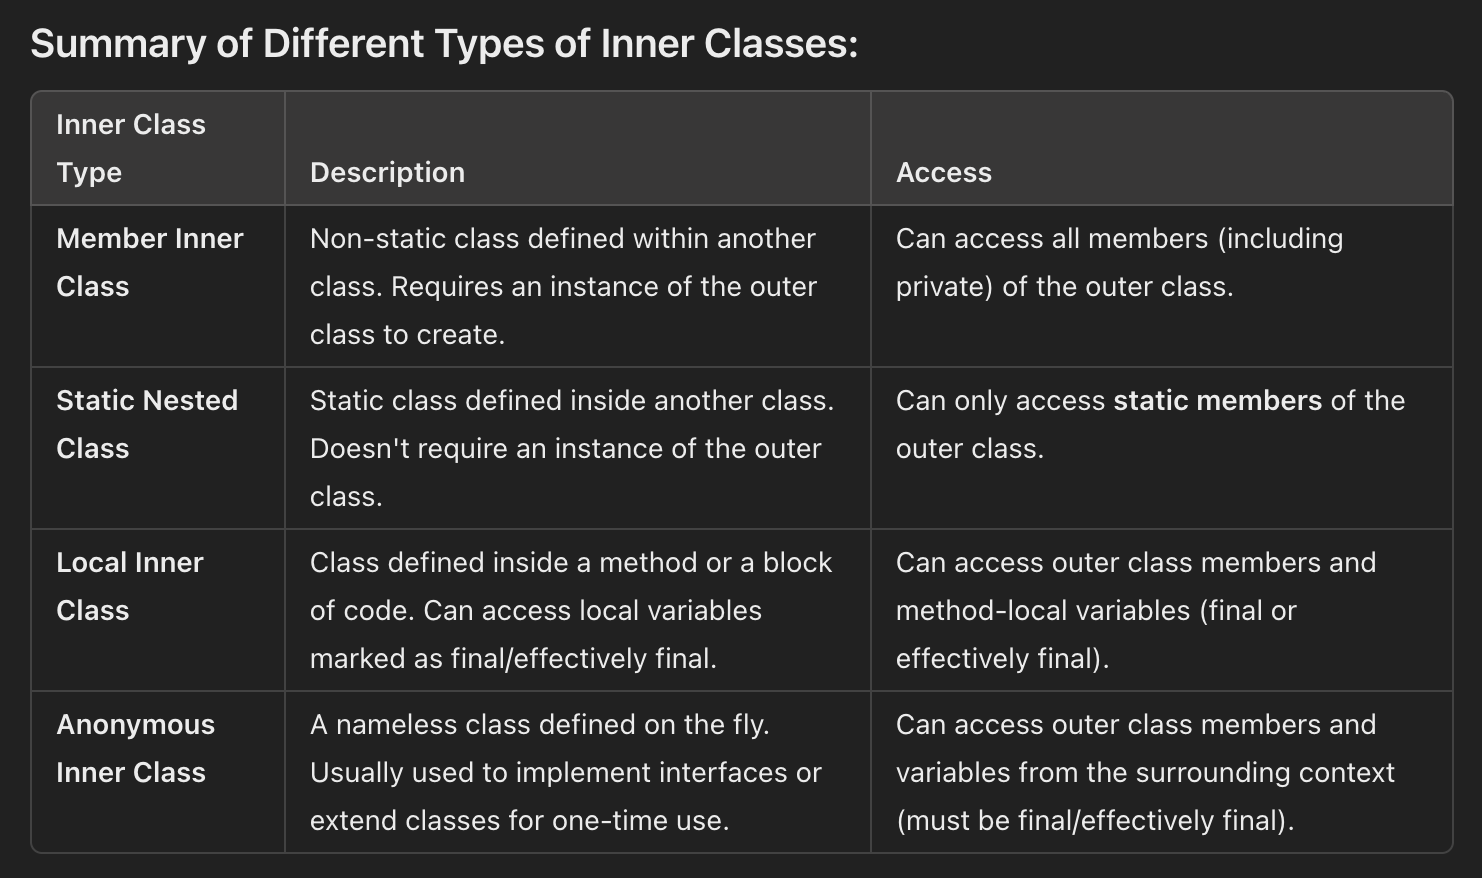 Summary of Different Types of Inner Classes:
Inner Class
Type
Description
Access
Member Inner
Class
Non-static class defined within another
class. Requires an instance of the outer
class to create.
Can access all members (including
private) of the outer class.
Static Nested
Class
Static class defined inside another class.
Doesn't require an instance of the outer
class.
Can only access static members of the
outer class.
Local Inner
Class
Class defined inside a method or a block
of code. Can access local variables
marked as final/effectively final.
Can access outer class members and
method-local variables (final or
effectively final).
Anonymous
Inner Class
A nameless class defined on the fly.
Usually used to implement interfaces or
extend classes for one-time use.
Can access outer class members and
variables from the surrounding context
(must be final/effectively final).